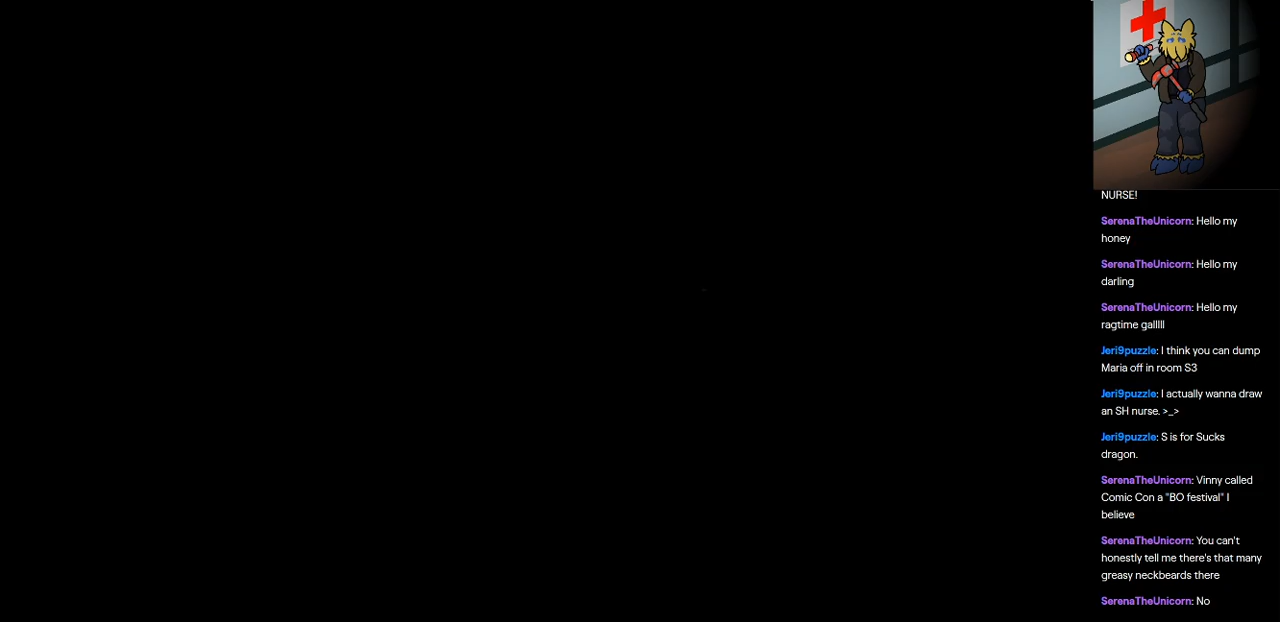 NURSE!
SerenaTheUnicorn: Hello my
honey
SerenaTheUnicorn: Hello my
darling
SerenaTheUnicorn: Hello my
ragtime galllll
Jeri9puzzle: I think you can dump
Maria off in room S3
Jeri9puzzle: I actually wanna draw
an SH nurse. >_>
Jeri9puzzle: S is for Sucks
dragon.
SerenaTheUnicorn: Vinny called
Comic Con a "BO festival" I
believe
SerenaTheUnicorn: You can't
honestly tell me there's that many
greasy neckbeards there
SerenaTheUnicorn: No